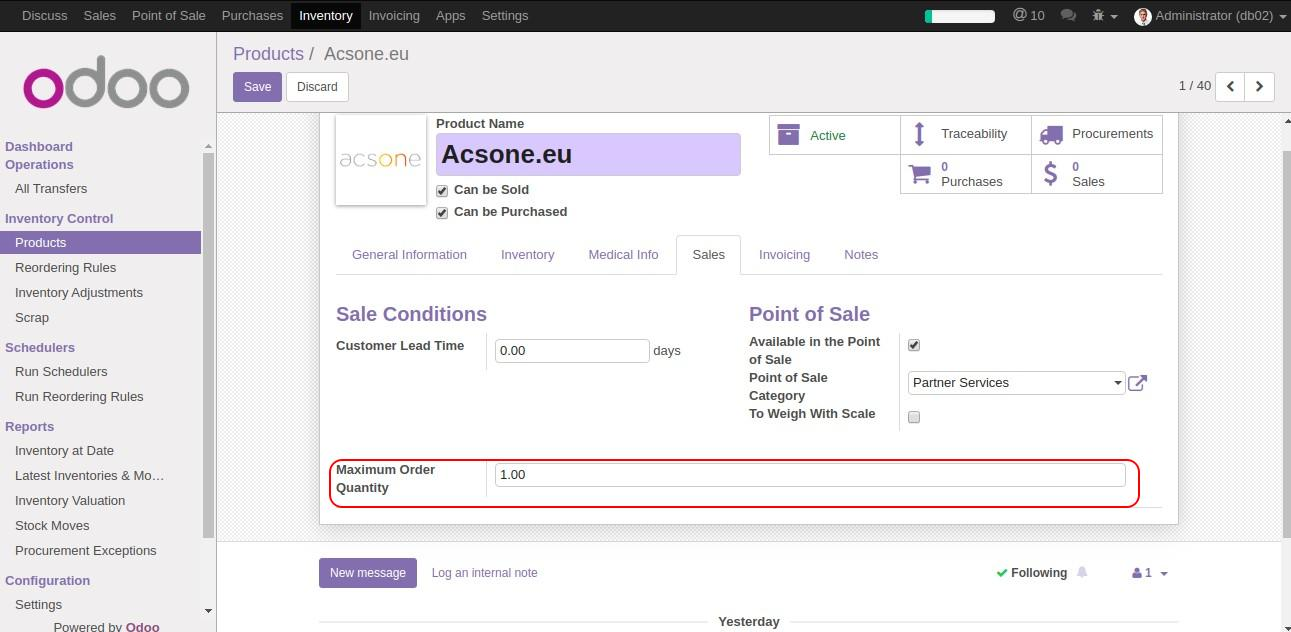 Discuss Sales Point of Sale Purchases Inventory Invoicing Apps Settings @ 10 Administrator (db02)
odoo
Dashboard
Operations
All Transfers
Inventory Control
Products
Reordering Rules
Inventory Adjustments
Scrap
Schedulers
Run Schedulers
Run Reordering Rules
Reports
Inventory at Date
Latest Inventories & Mo…
Inventory Valuation
Stock Moves
Procurement Exceptions
Configuration
Settings
Powered by Odoo
Products / Acsone.eu
Save Discard
1 / 40
acsone
Product Name
Acsone.eu
Can be Sold
Can be Purchased
Active
Traceability
Procurements
0
Purchases
0
Sales
General Information Inventory Medical Info Sales Invoicing Notes
Sale Conditions
Customer Lead Time 0.00 days
Point of Sale
Available in the Point
of Sale
Point of Sale
Category
Partner Services
To Weigh With Scale
Maximum Order
Quantity
1.00
New message Log an internal note Following 1
Yesterday